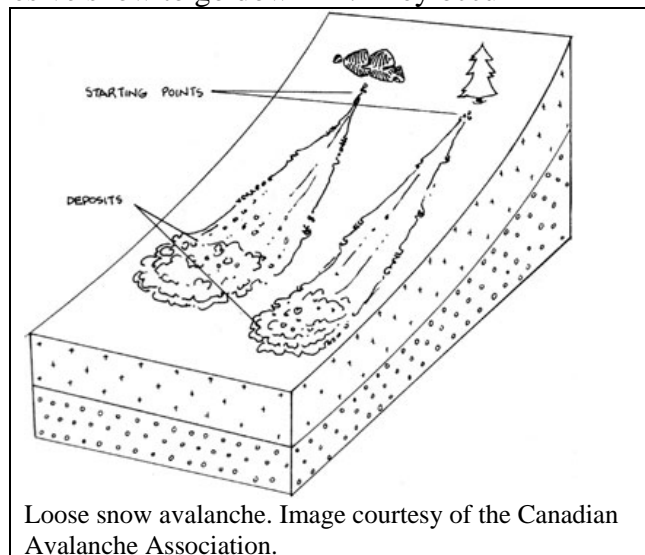 STARTING POINTS
DEPOSITS
Loose snow avalanche. Image courtesy of the Canadian
Avalanche Association.